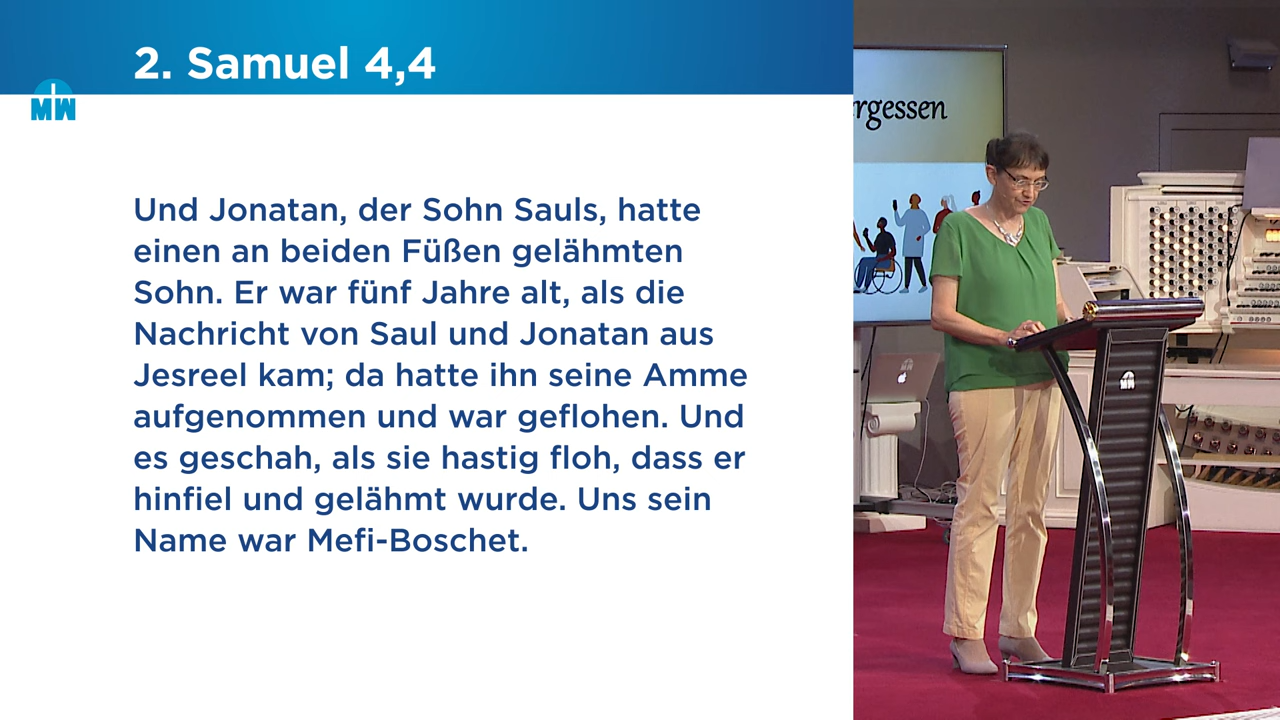 2. Samuel 4,4
MW
Und Jonatan, der Sohn Sauls, hatte
einen an beiden Füßen gelähmten
Sohn. Er war fünf Jahre alt, als die
Nachricht von Saul und Jonatan aus
Jesreel kam; da hatte ihn seine Amme
aufgenommen und war geflohen. Und
es geschah, als sie hastig floh, dass er
hinfiel und gelähmt wurde. Uns sein
Name war Mefi-Boschet.
rgessen
MW
MW